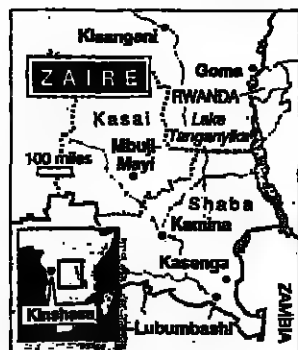 Kisangani
ZAIRE
Goma
RWANDA
Kasai
Lake
Tanganyika
Mbuji-
Mayi
100 miles
Shaba
Kamina
Kasenga
Kinshasa
Lubumbashi
ZAMBIA